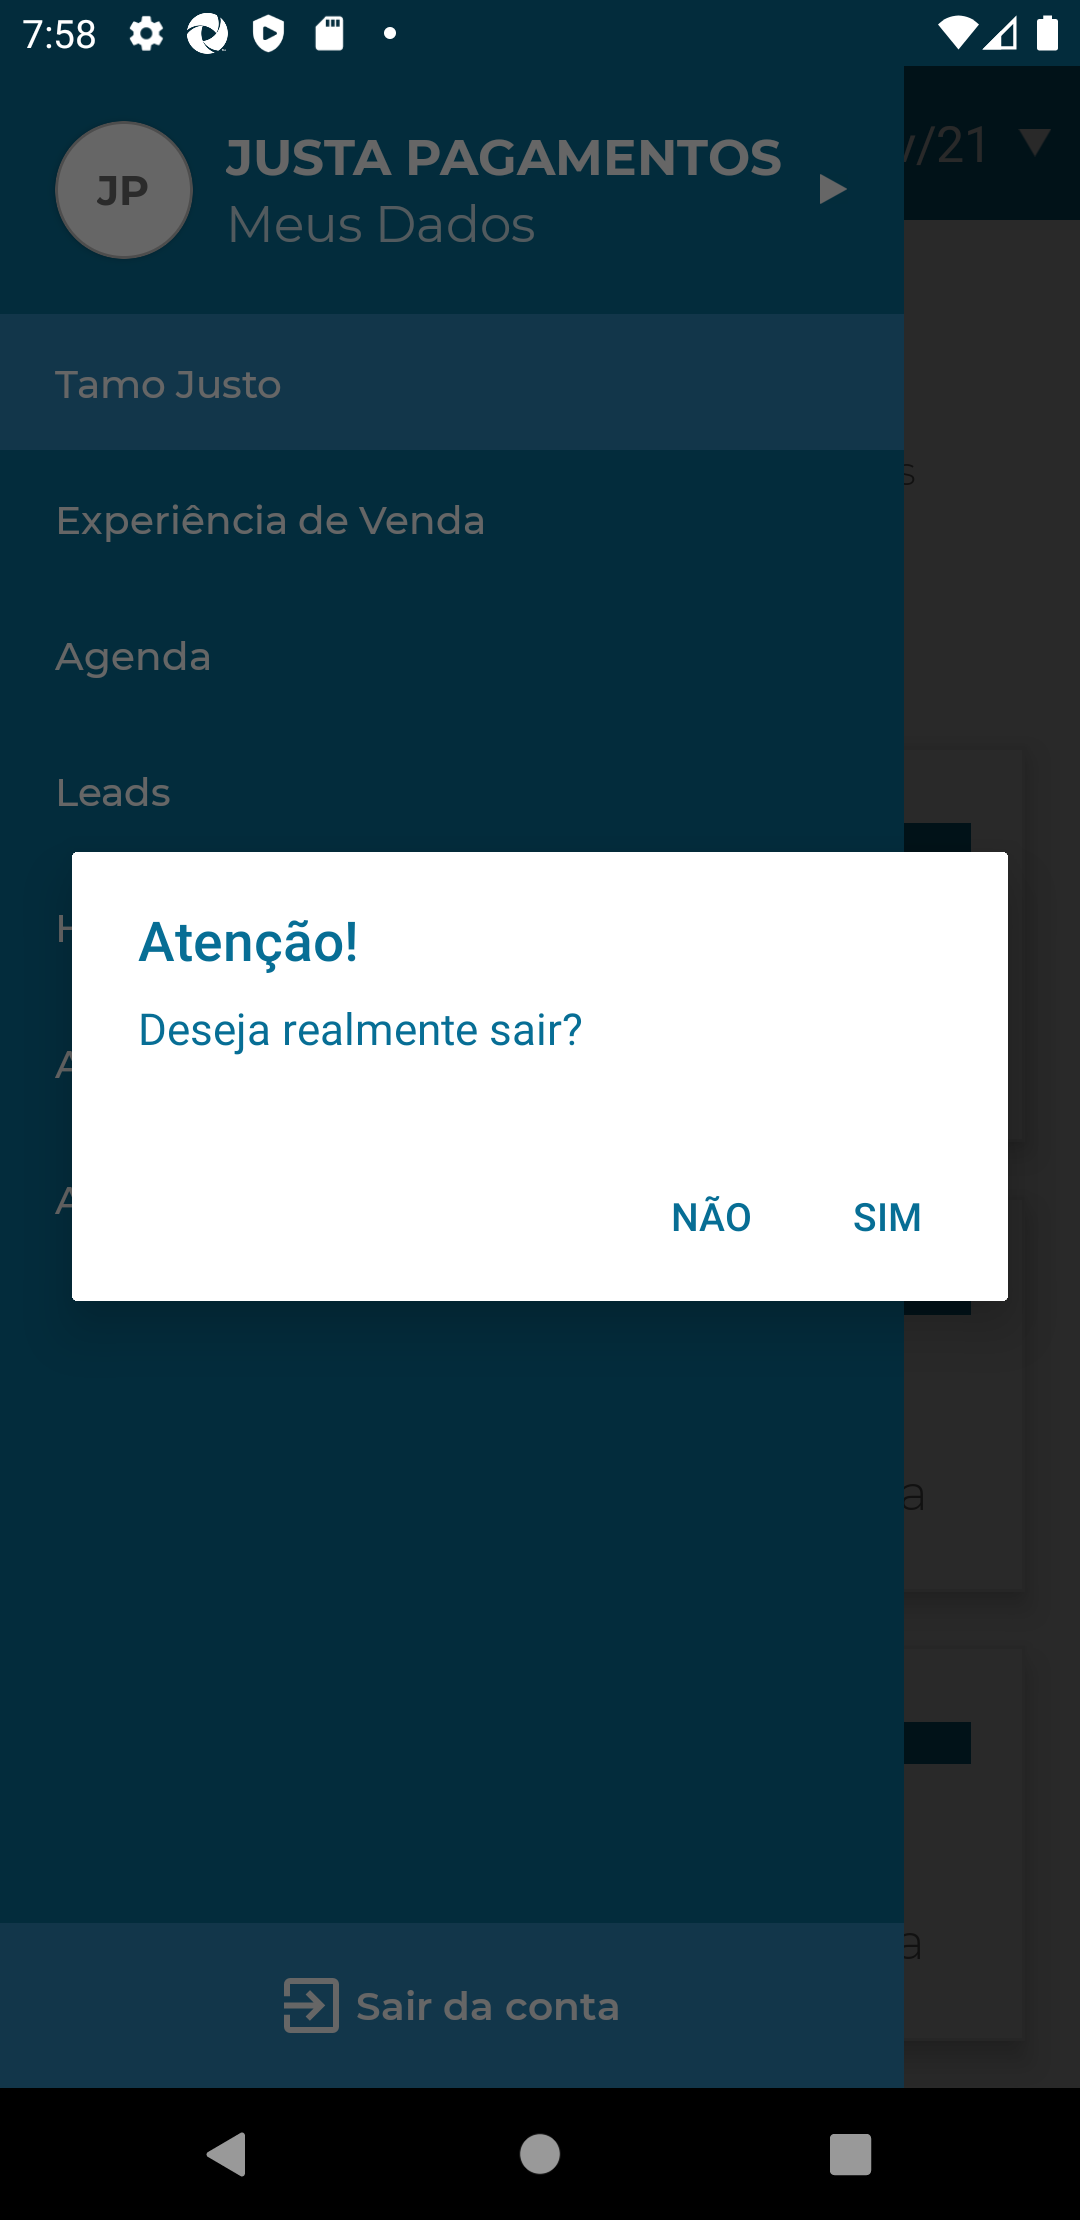 7:58
JP
JUSTA PAGAMENTOS
Meus Dados
/21
Tamo Justo
Experiência de Venda
Agenda
Leads
Atenção!
Deseja realmente sair?
NÃO
SIM
Sair da conta